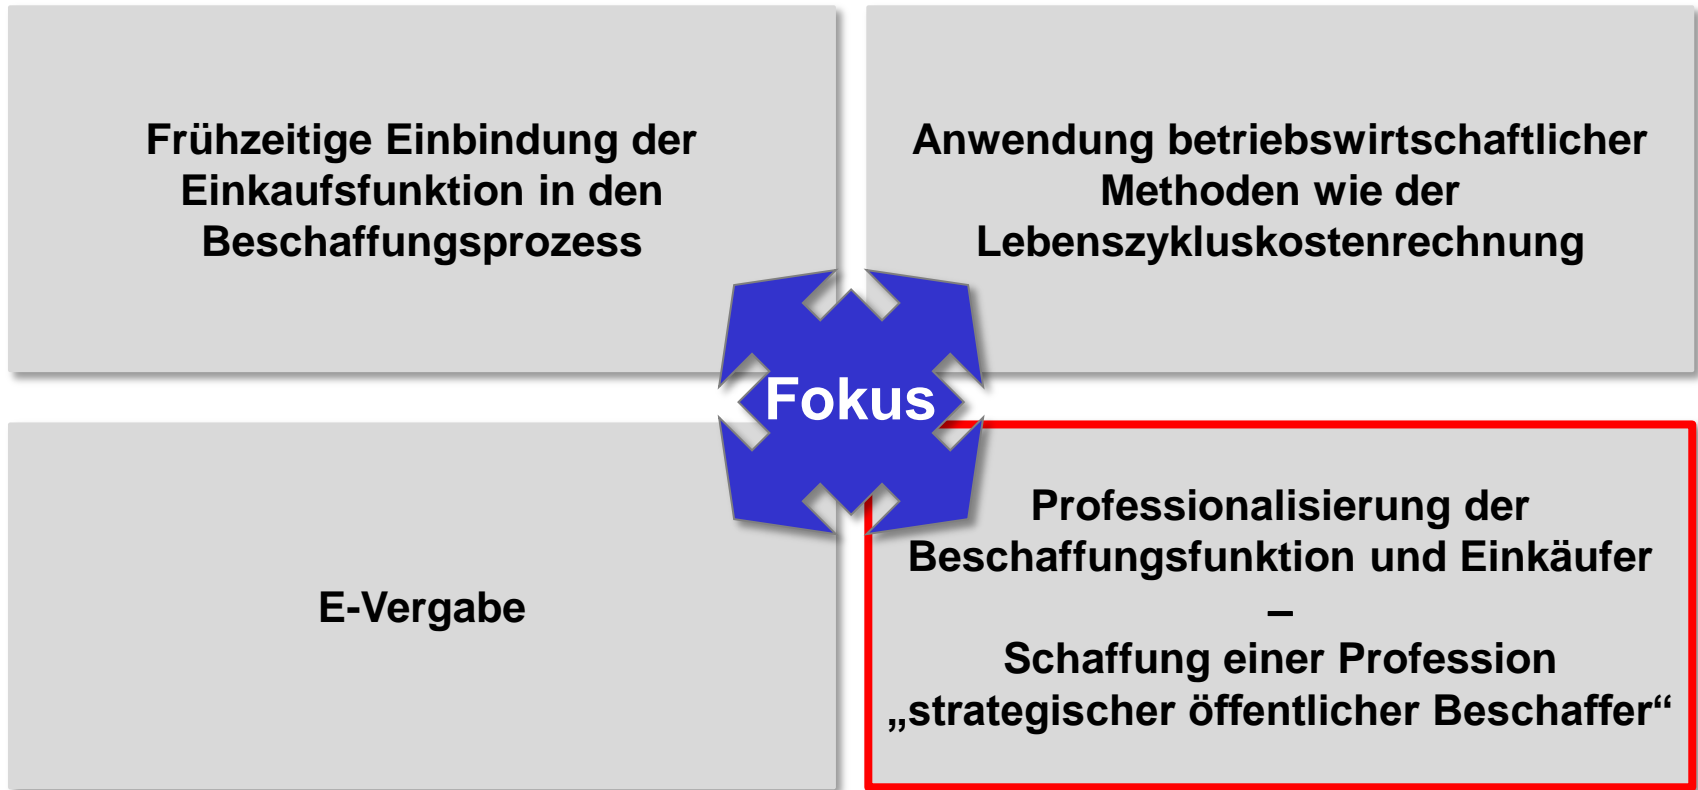 Frühzeitige Einbindung der
Einkaufsfunktion in den
Beschaffungsprozess
Anwendung betriebswirtschaftlicher
Methoden wie der
Lebenszykluskostenrechnung
Fokus
E-Vergabe
Professionalisierung der
Beschaffungsfunktion und Einkäufer
–
Schaffung einer Profession
„strategischer öffentlicher Beschaffer“